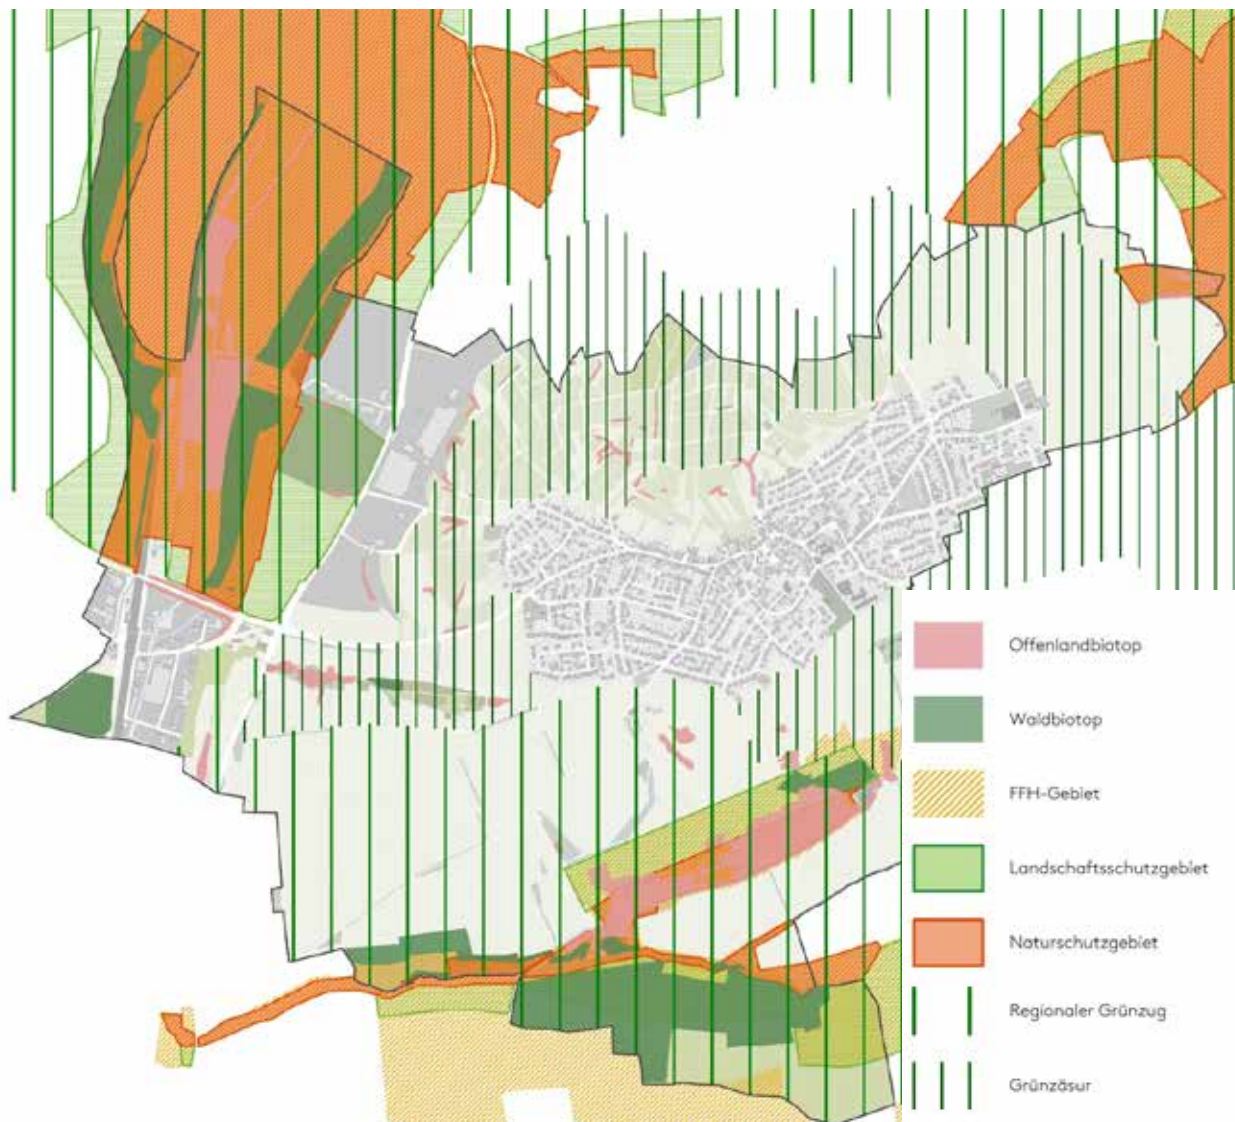 Offenlandbiotop
Waldbiotop
FFH-Gebiet
Landschaftsschutzgebiet
Naturschutzgebiet
Regionaler Grünzug
Grünzäsur